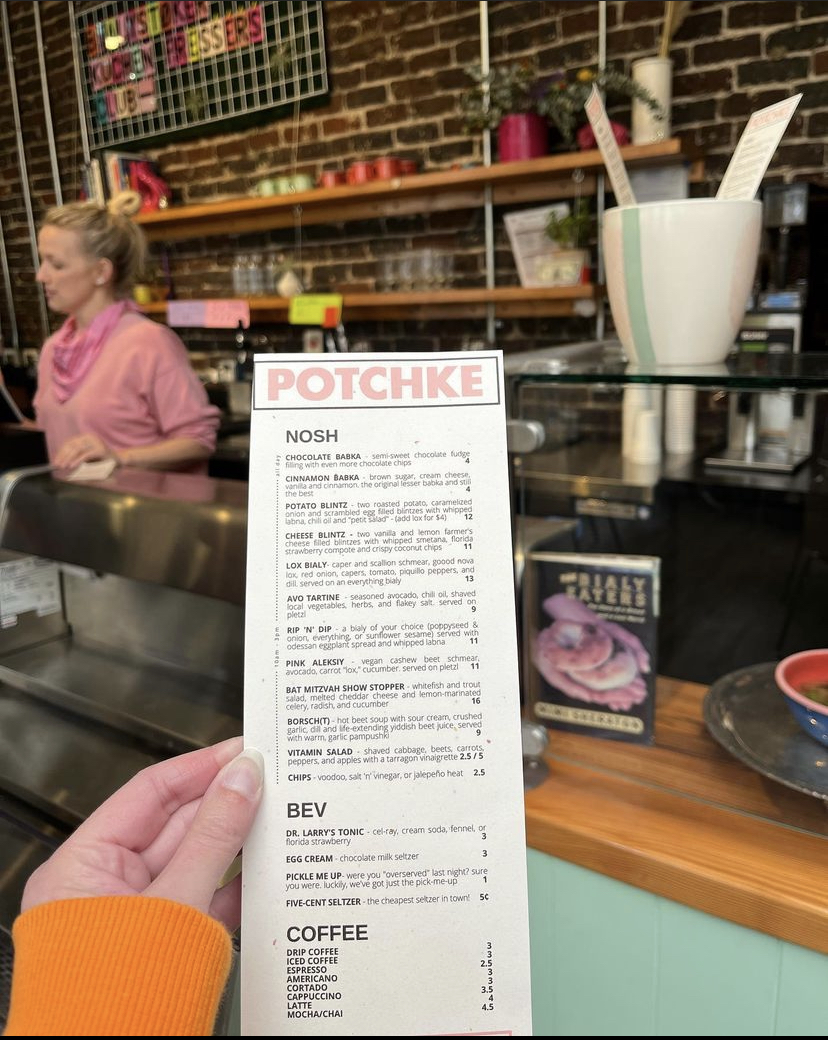 KUCHEN
CLUB
POTCHKE
NOSH
all day
CHOCOLATE BABKA - semi-sweet chocolate fudge
filling with even more chocolate chips 4
CINNAMON BABKA - brown sugar, cream cheese,
vanilla and cinnamon. the original lesser babka and still
the best 4
POTATO BLINTZ - two roasted potato, caramelized
onion and scrambled egg filled blintzes with whipped
labna, chili oil and "petit salad" - (add lox for $4) 12
CHEESE BLINTZ - two vanilla and lemon farmer's
cheese filled blintzes with whipped smetana, florida
strawberry compote and crispy coconut chips 11
LOX BIALY- caper and scallion schmear, goood nova
lox, red onion, capers, tomato, piquillo peppers, and
dill. served on an everything bialy 13
AVO TARTINE - seasoned avocado, chili oil, shaved
local vegetables, herbs, and flakey salt. served on
pletzl 9
10am - 3pm
RIP 'N' DIP - a bialy of your choice (poppyseed &
onion, everything, or sunflower sesame) served with
odessan eggplant spread and whipped labna 11
PINK ALEKSIY - vegan cashew beet schmear,
avocado, carrot "lox," cucumber. served on pletzl 11
BAT MITZVAH SHOW STOPPER - whitefish and trout
salad, melted cheddar cheese and lemon-marinated
celery, radish, and cucumber 16
BORSCH(T) - hot beet soup with sour cream, crushed
garlic, dill and life-extending yiddish beet juice, served
with warm, garlic pampushki 9
VITAMIN SALAD - shaved cabbage, beets, carrots,
peppers, and apples with a tarragon vinaigrette 2.5 / 5
CHIPS - voodoo, salt 'n' vinegar, or jalepeño heat 2.5
BEV
DR. LARRY'S TONIC - cel-ray, cream soda, fennel, or
florida strawberry 3
EGG CREAM - chocolate milk seltzer 3
PICKLE ME UP- were you "overserved" last night? sure
you were. luckily, we've got just the pick-me-up 1
FIVE-CENT SELTZER - the cheapest seltzer in town! 5¢
COFFEE
DRIP COFFEE 3
ICED COFFEE 3
ESPRESSO 2.5
AMERICANO 3
CORTADO 3
CAPPUCCINO 3.5
LATTE 4
MOCHA/CHAI 4.5
THE BIALY
EATERS
MIMI SHERATON